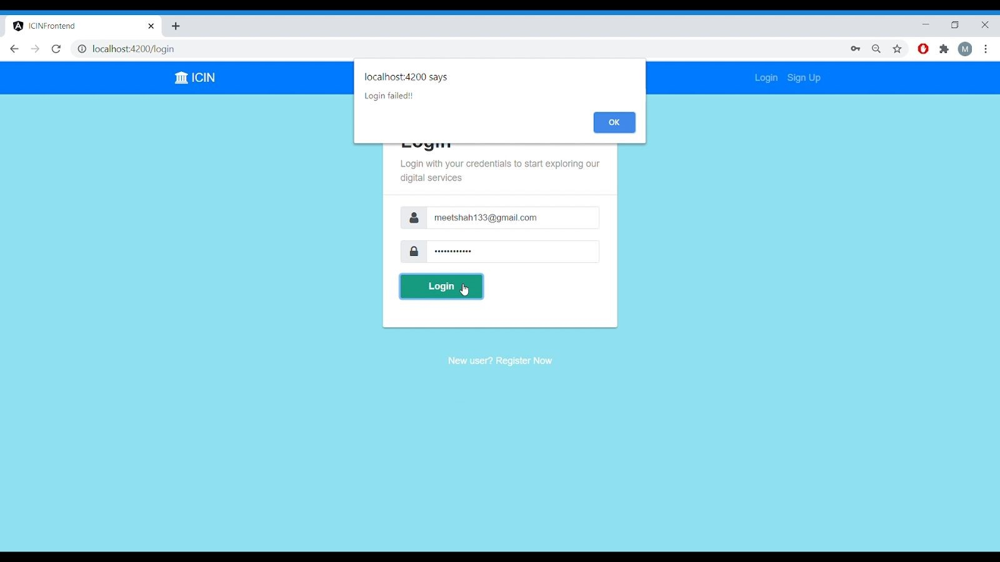 ICINFrontend
localhost:4200/login
M
ICIN
Login Sign Up
localhost:4200 says
Login failed!!
OK
Login
Login with your credentials to start exploring our
digital services
meetshah133@gmail.com
••••••••••••
Login
New user? Register Now